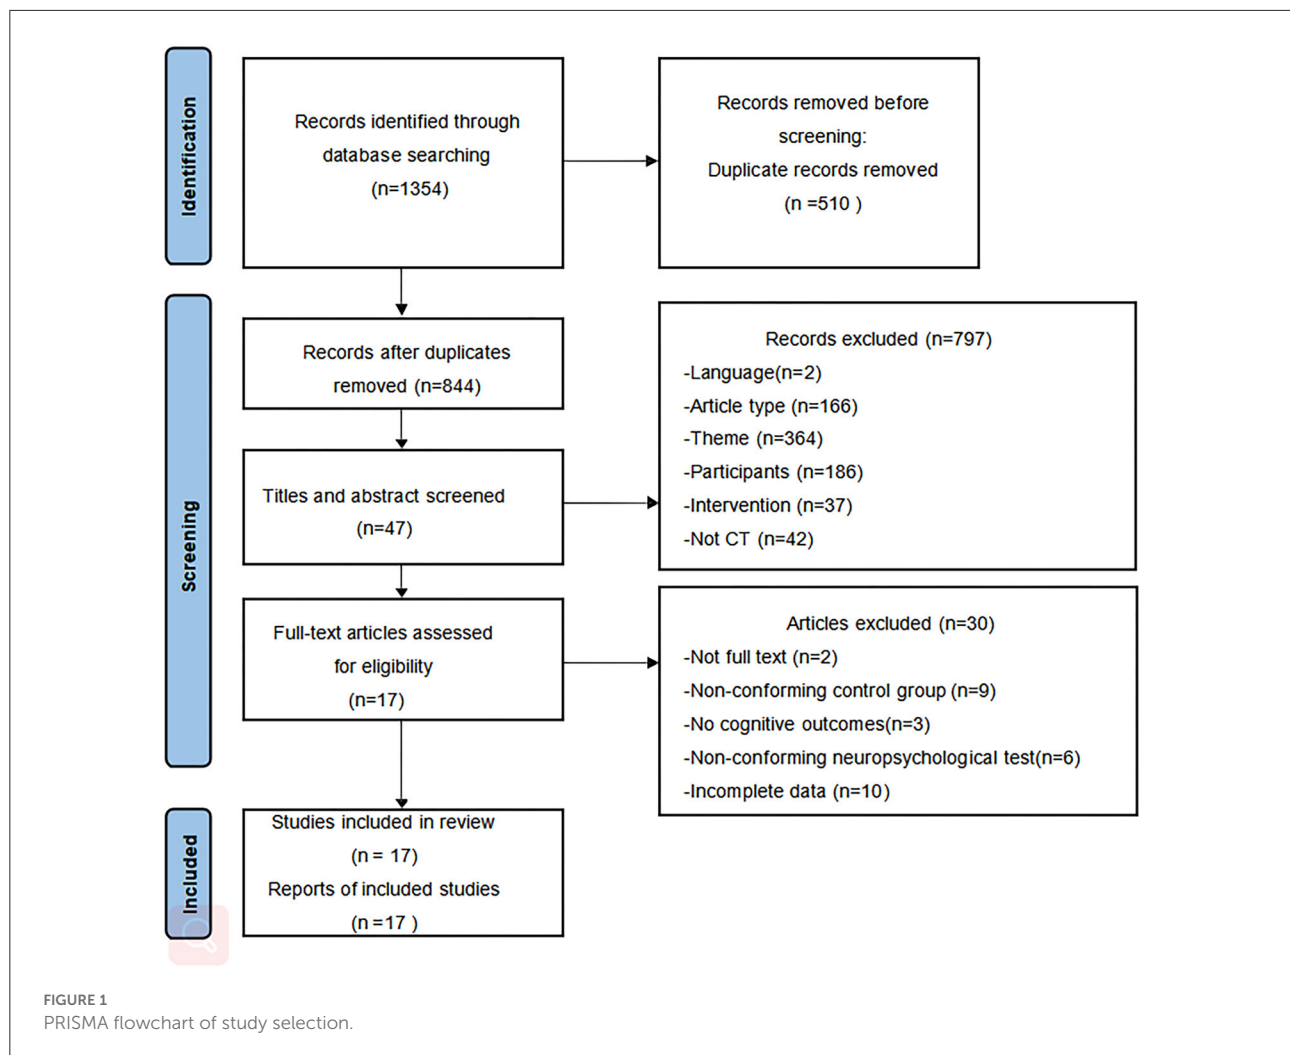 Identification
Records identified through
database searching
(n=1354)
Records removed before
screening:
Duplicate records removed
(n =510 )
Screening
Records after duplicates
removed (n=844)
Records excluded (n=797)
-Language(n=2)
-Article type (n=166)
-Theme (n=364)
-Participants (n=186)
-Intervention (n=37)
-Not CT (n=42)
Titles and abstract screened
(n=47)
Full-text articles assessed
for eligibility
(n=17)
Articles excluded (n=30)
-Not full text (n=2)
-Non-conforming control group (n=9)
-No cognitive outcomes(n=3)
-Non-conforming neuropsychological test(n=6)
-Incomplete data (n=10)
Included
Studies included in review
(n = 17)
Reports of included studies
(n =17 )
FIGURE 1
PRISMA flowchart of study selection.